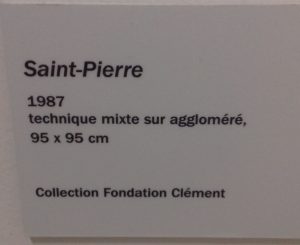 Saint-Pierre
1987
technique mixte sur aggloméré,
95 x 95 cm
Collection Fondation Clément